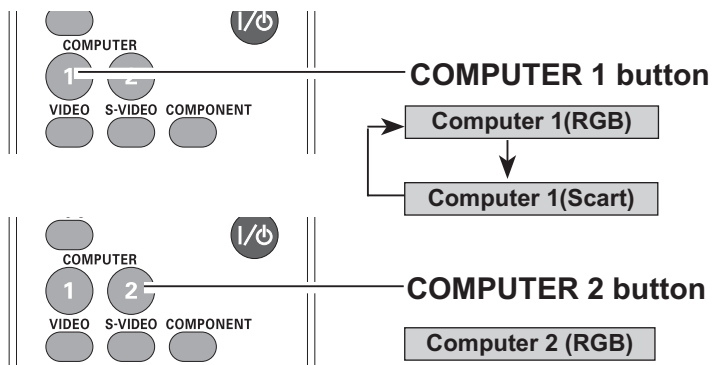 I/⏻
COMPUTER
1 2
COMPUTER 1 button
VIDEO S-VIDEO COMPONENT
Computer 1(RGB)
Computer 1(Scart)
I/⏻
COMPUTER
1 2
COMPUTER 2 button
VIDEO S-VIDEO COMPONENT
Computer 2 (RGB)